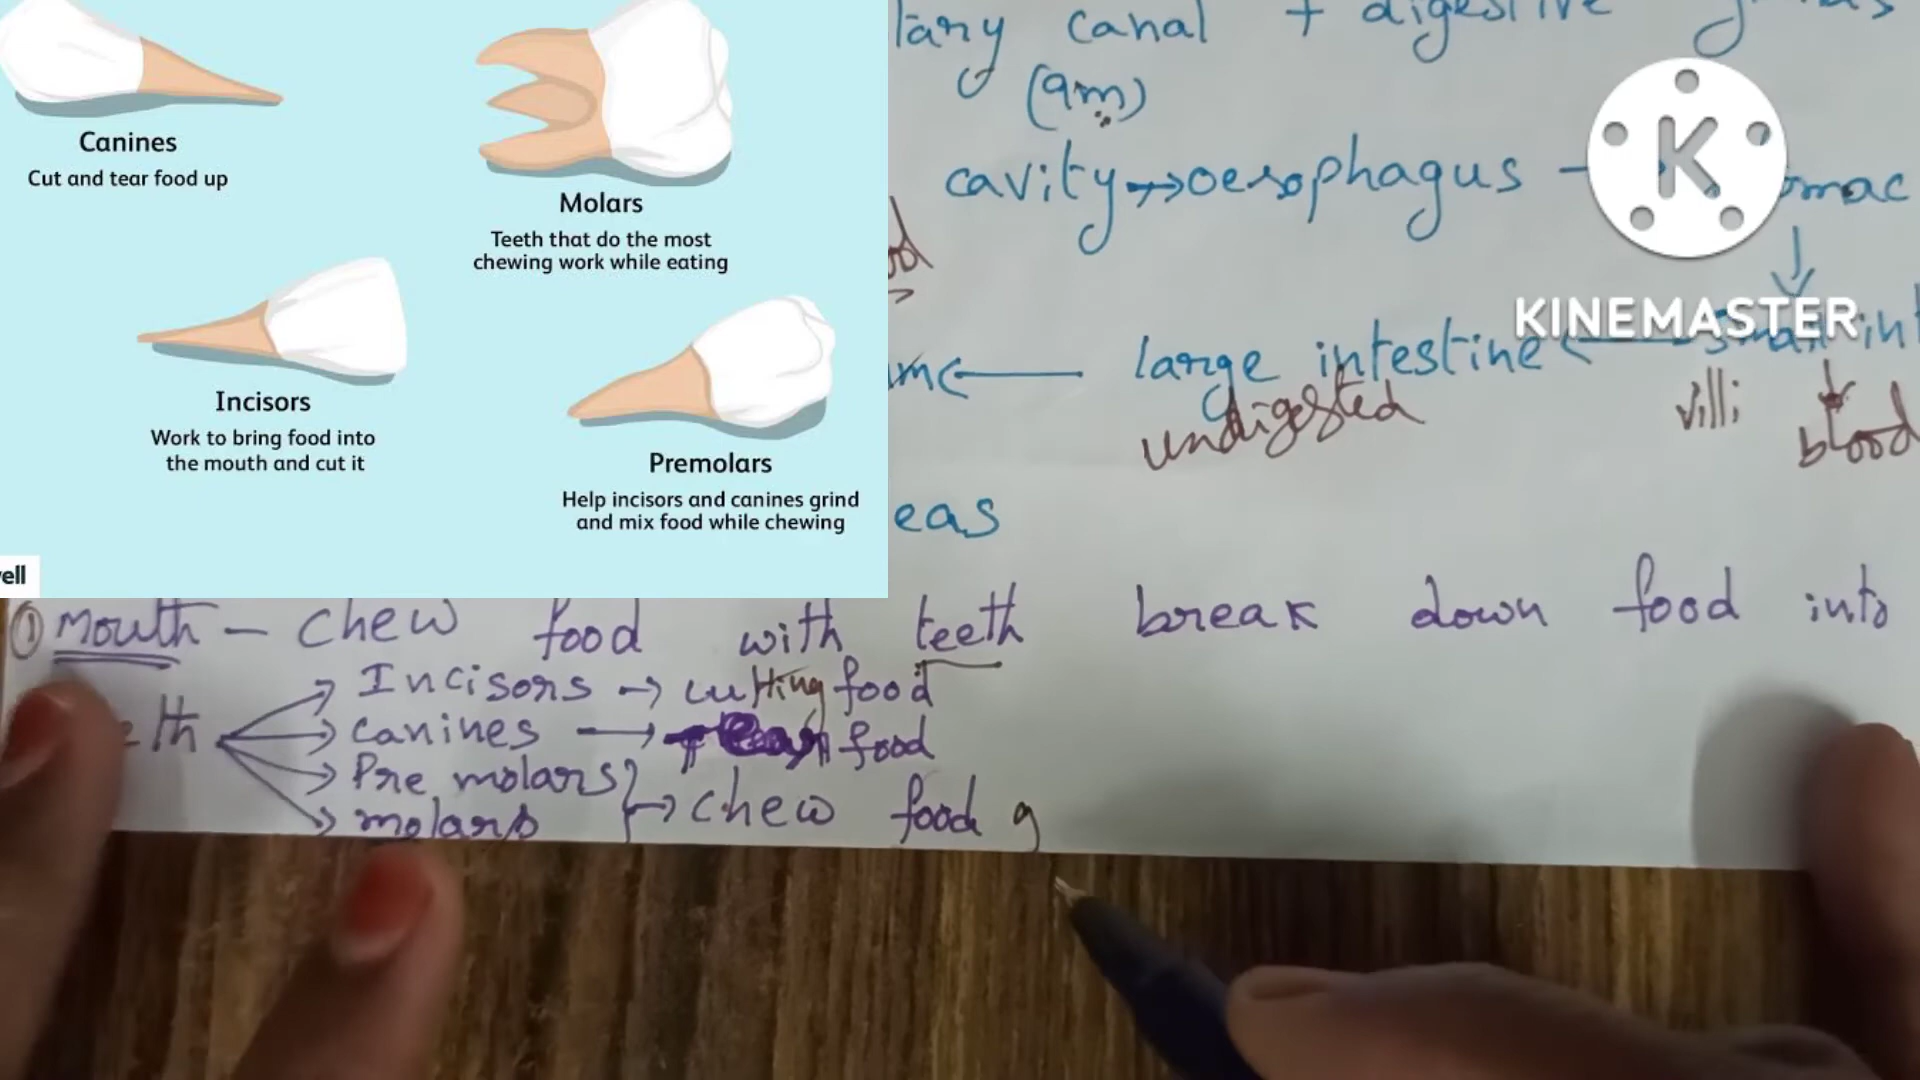 Canines
Cut and tear food up
Molars
Teeth that do the most
chewing work while eating
Incisors
Work to bring food into
the mouth and cut it
Premolars
Help incisors and canines grind
and mix food while chewing
ell
canal + digestive
cavity → oesophagus →
KINEMASTER
large intestine
undigested
villi
blood
eas
① Mouth - chew food with teeth break down food into
Incisors → cutting food
canines → food
Pre molars
molars
→ chew food g